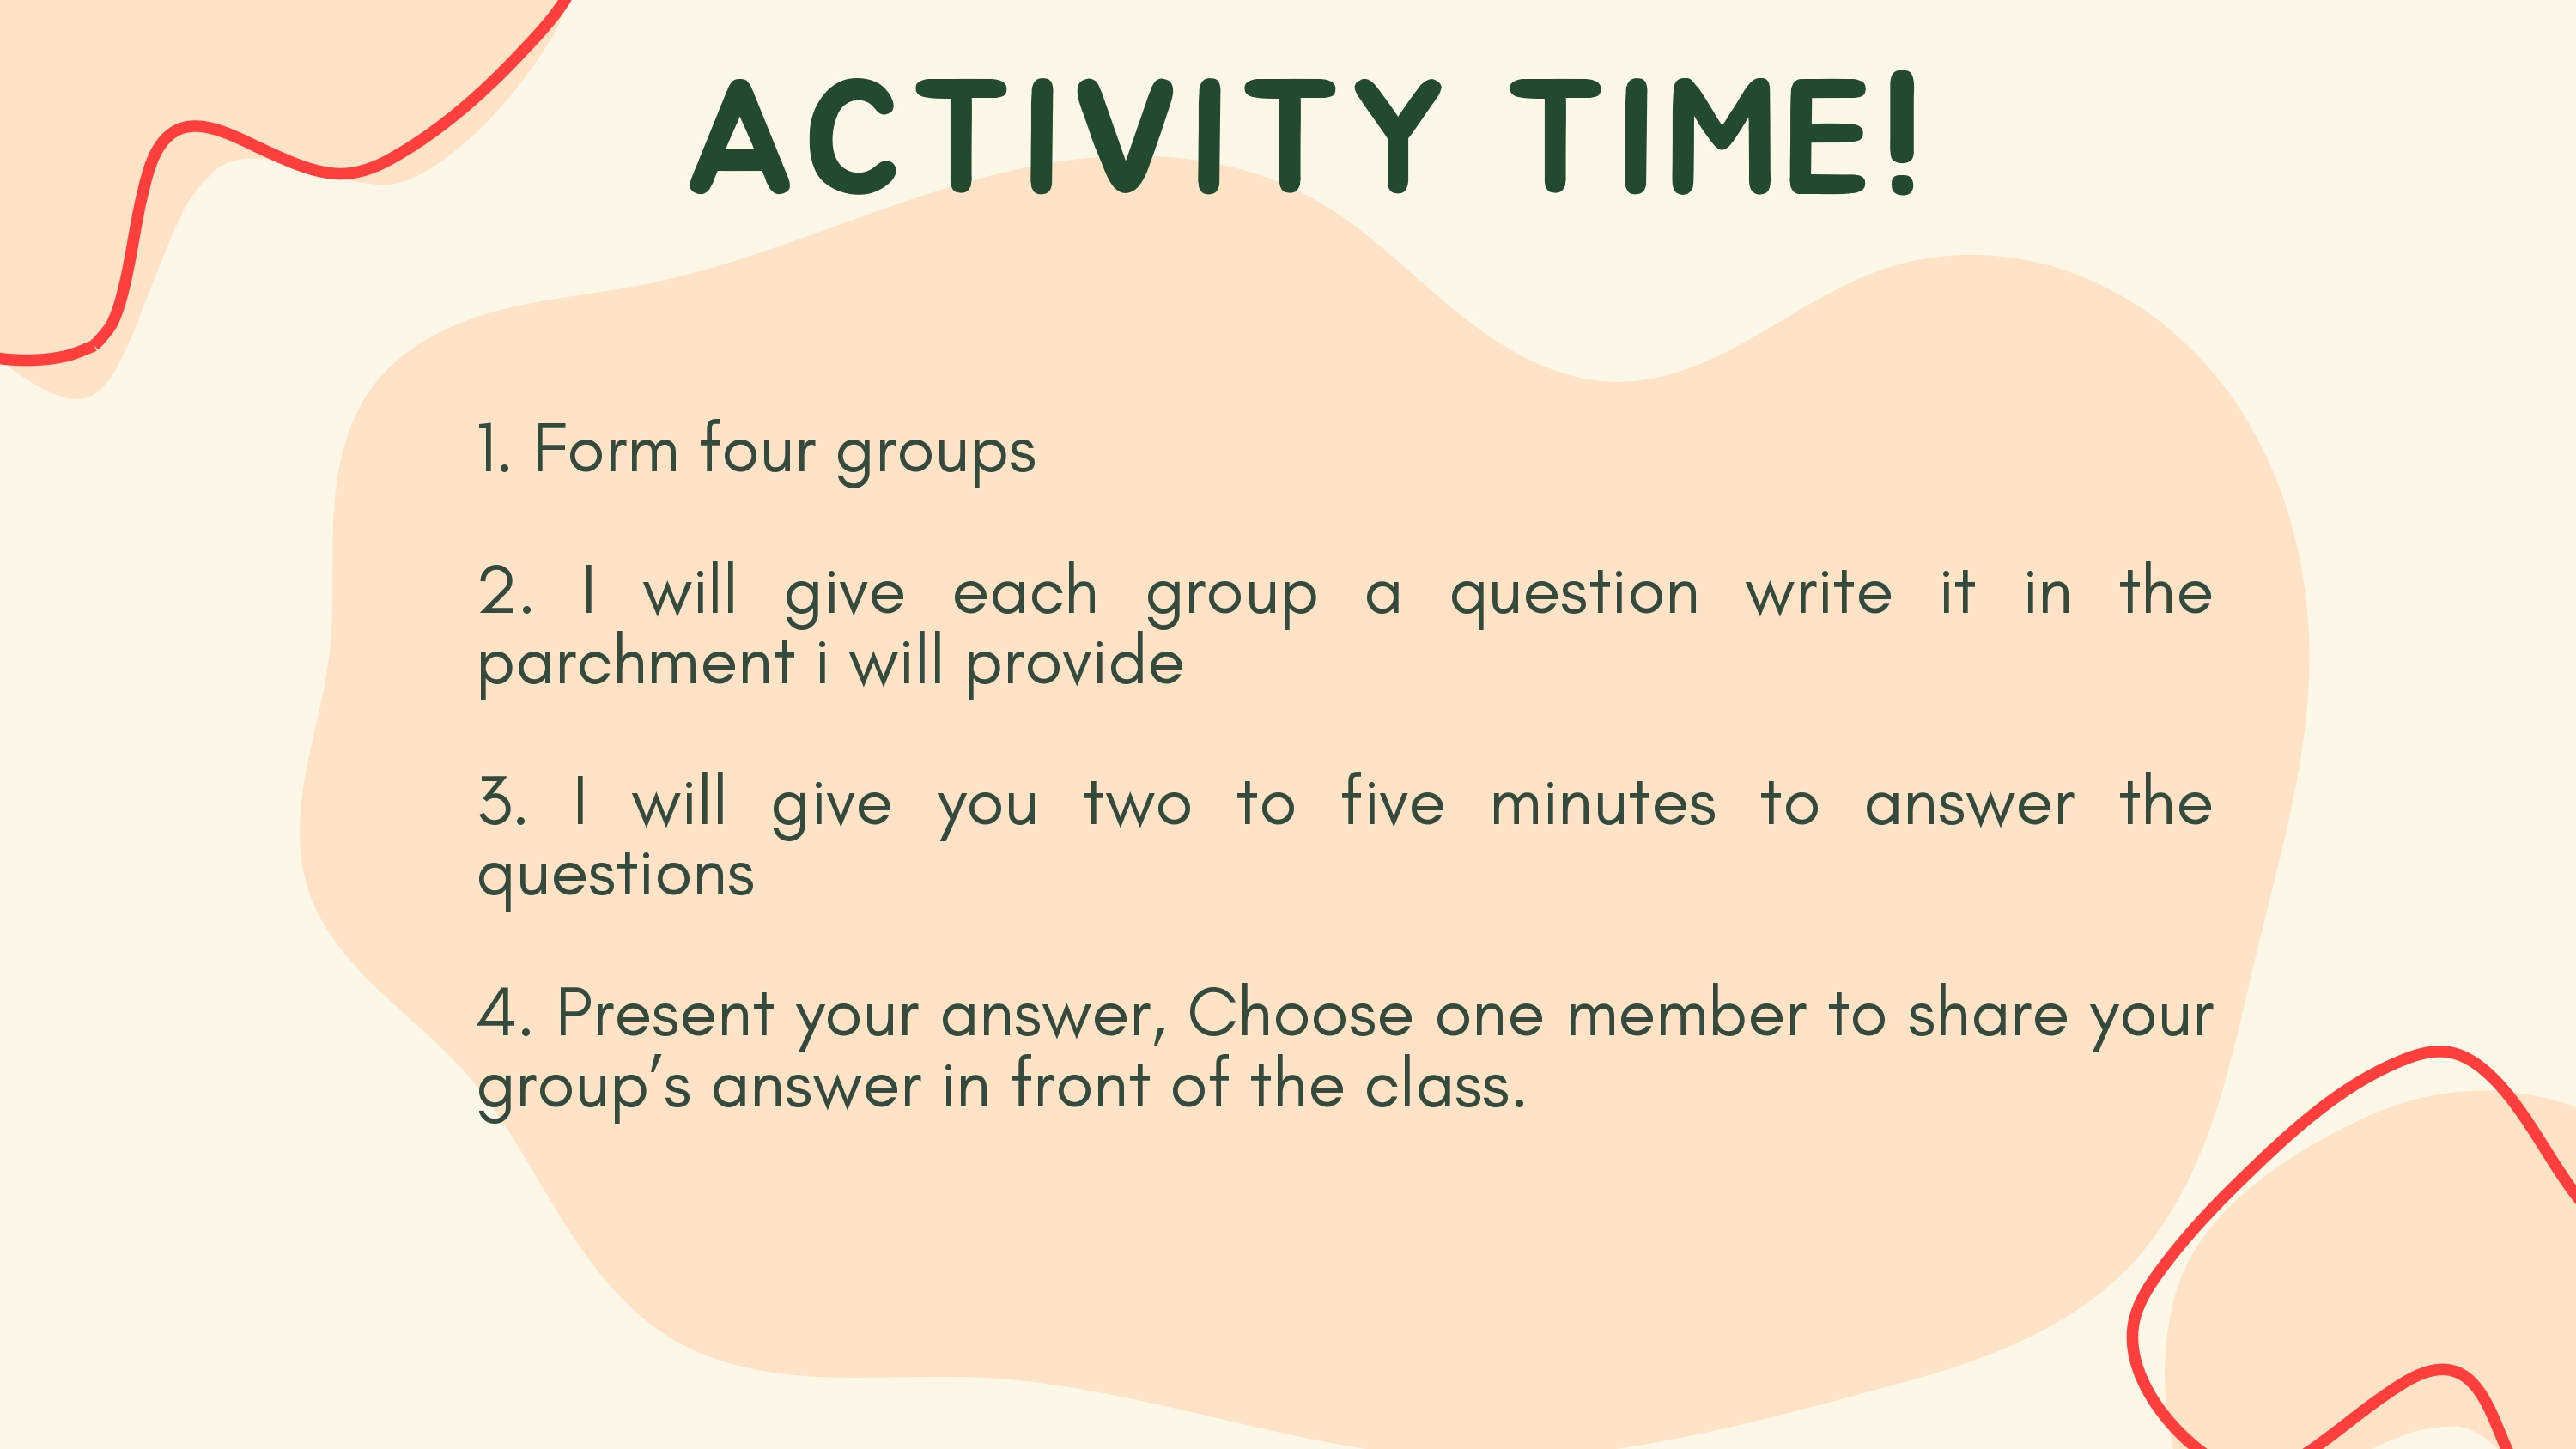 ACTIVITY TIME!
1. Form four groups
2. I will give each group a question write it in the
parchment i will provide
3. I will give you two to five minutes to answer the
questions
4. Present your answer, Choose one member to share your
group’s answer in front of the class.